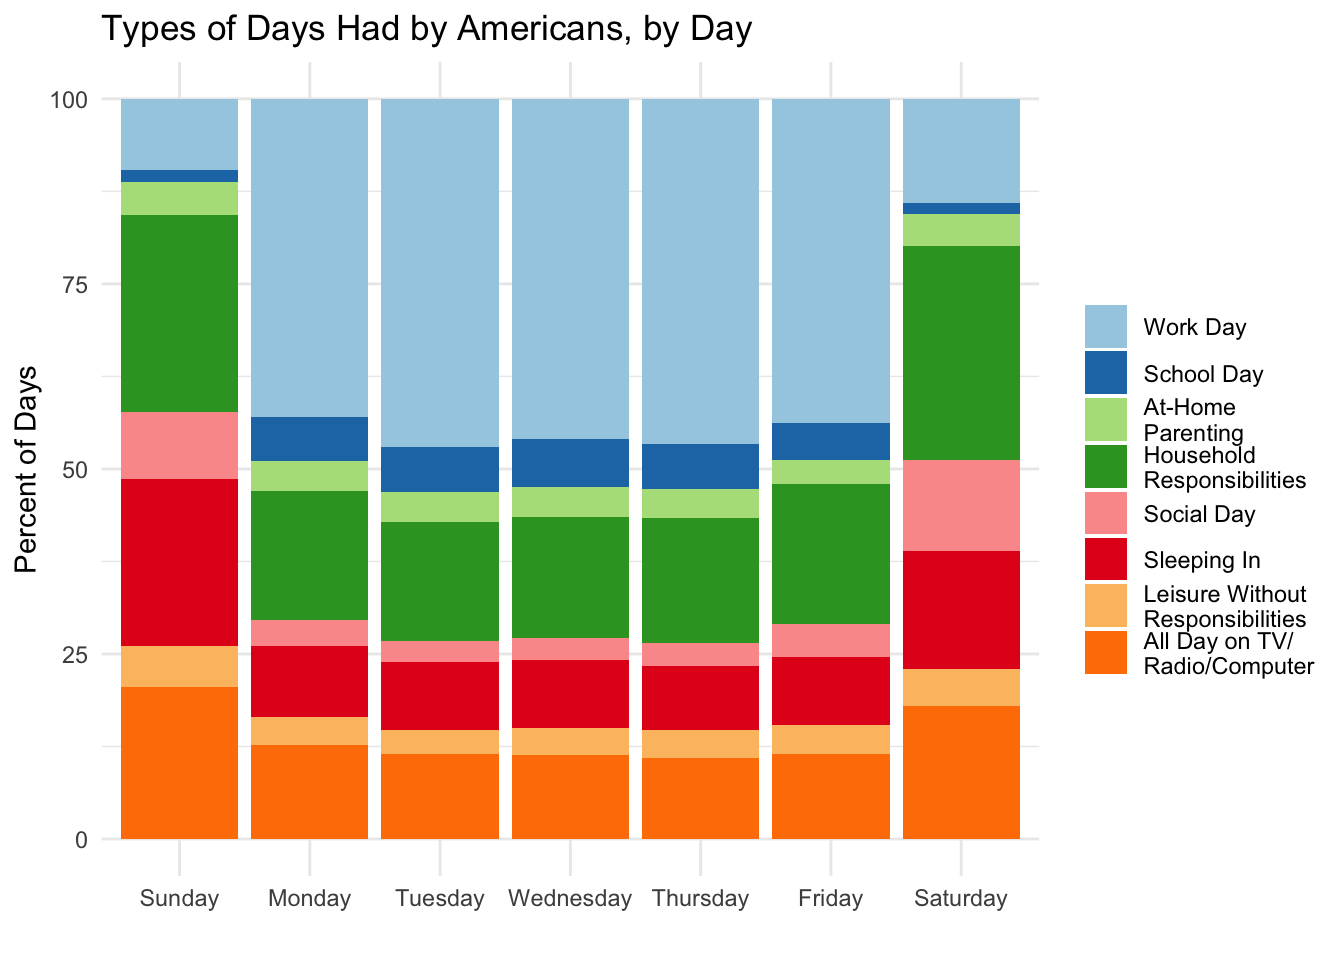 Types of Days Had by Americans, by Day
Percent of Days
100
75
50
25
0
Sunday Monday Tuesday Wednesday Thursday Friday Saturday
Work Day
School Day
At-Home
Parenting
Household
Responsibilities
Social Day
Sleeping In
Leisure Without
Responsibilities
All Day on TV/
Radio/Computer